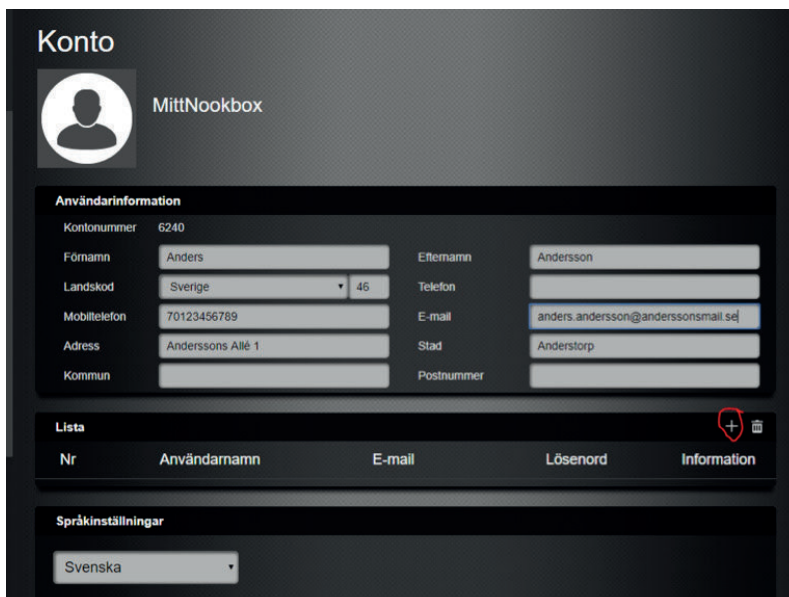 Konto
MittNookbox
Användarinformation
Kontonummer 6240
Förnamn Anders Efternamn Andersson
Landskod Sverige 46 Telefon
Mobiltelefon 70123456789 E-mail anders.andersson@anderssonsmail.se
Adress Anderssons Allé 1 Stad Anderstorp
Kommun Postnummer
Lista
Nr Användarnamn E-mail Lösenord Information
Språkinställningar
Svenska